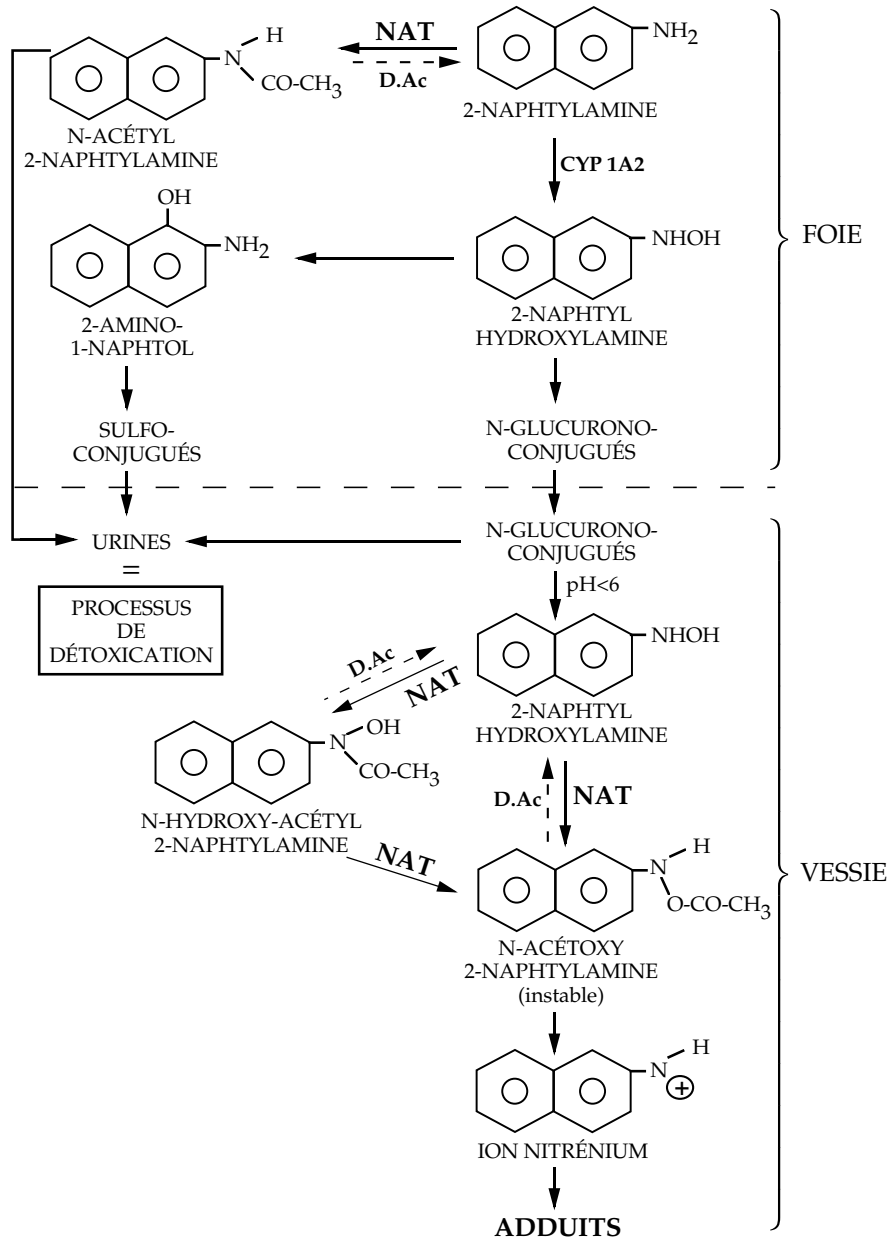 H
N
CO-CH3
NAT
D.Ac
NH2
2-NAPHTYLAMINE
N-ACÉTYL
2-NAPHTYLAMINE
CYP 1A2
OH
NH2
NHOH
FOIE
2-AMINO-
1-NAPHTOL
2-NAPHTYL
HYDROXYLAMINE
SULFO-
CONJUGUÉS
N-GLUCURONO-
CONJUGUÉS
URINES
=
PROCESSUS
DE
DÉTOXICATION
N-GLUCURONO-
CONJUGUÉS
pH<6
NHOH
D.Ac
NAT
2-NAPHTYL
HYDROXYLAMINE
OH
N
CO-CH3
N-HYDROXY-ACÉTYL
2-NAPHTYLAMINE
D.Ac
NAT
NAT
H
N
O-CO-CH3
VESSIE
N-ACÉTOXY
2-NAPHTYLAMINE
(instable)
H
N
+
ION NITRÉNIUM
ADDUITS